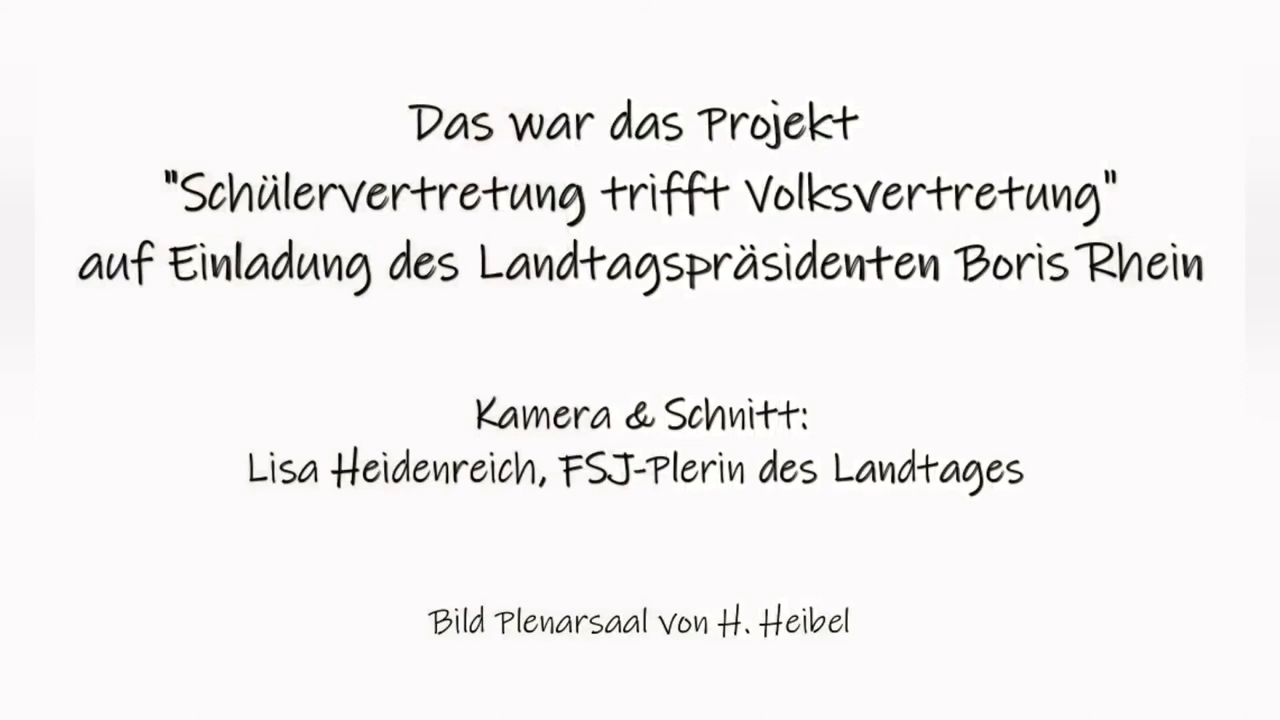 Das war das Projekt
"Schülervertretung trifft Volksvertretung"
auf Einladung des Landtagspräsidenten Boris Rhein
Kamera & Schnitt:
Lisa Heidenreich, FSJ-Plerin des Landtages
Bild Plenarsaal von H. Heibel